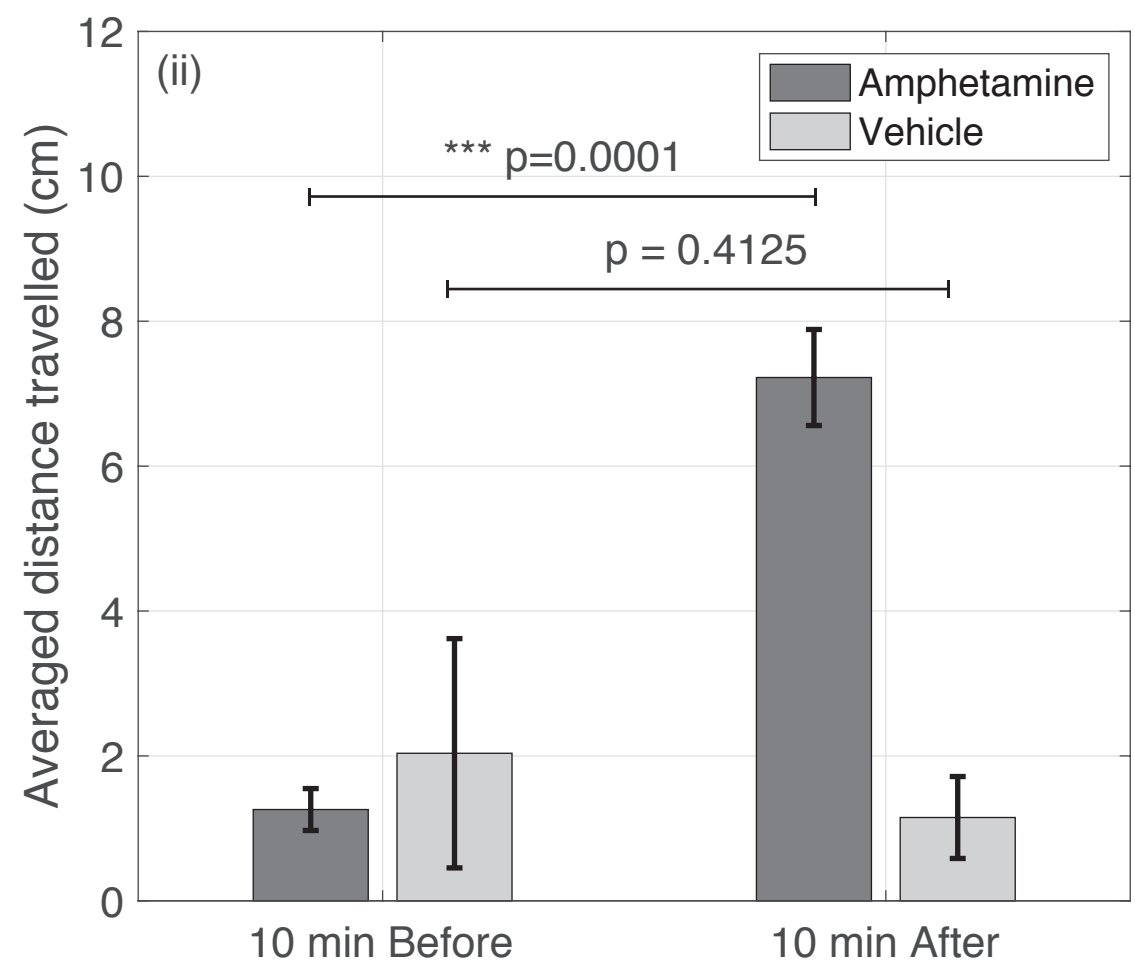 (ii)
Amphetamine
Vehicle
*** p=0.0001
p = 0.4125
Averaged distance travelled (cm)
12
10
8
6
4
2
0
10 min Before
10 min After